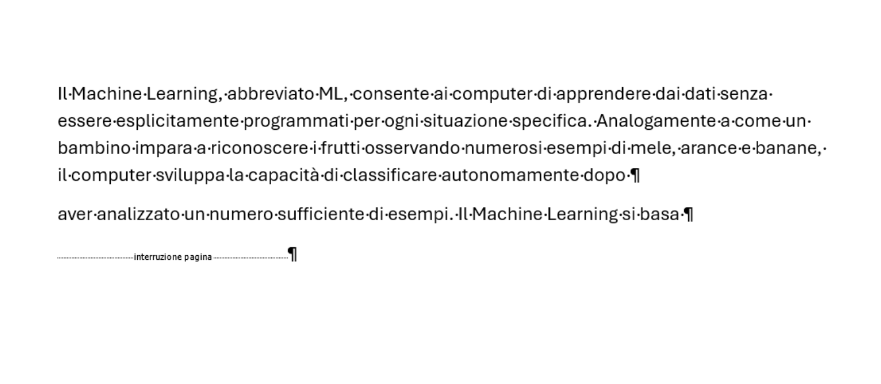 Il Machine Learning, abbreviato ML, consente ai computer di apprendere dai dati senza
essere esplicitamente programmati per ogni situazione specifica. Analogamente a come un
bambino impara a riconoscere i frutti osservando numerosi esempi di mele, arance e banane,
il computer sviluppa la capacità di classificare autonomamente dopo ¶
aver analizzato un numero sufficiente di esempi. Il Machine Learning si basa ¶
interruzione pagina ¶